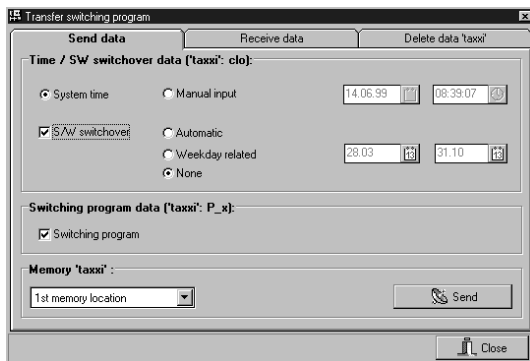 Transfer switching program
Send data Receive data Delete data 'taxxi'
Time / SW switchover data ('taxxi': clo):
System time Manual input 14.06.99 08:39:07
S/W switchover Automatic
Weekday related 28.03 31.10
None
Switching program data ('taxxi': P_x):
Switching program
Memory 'taxxi' :
1st memory location Send
Close